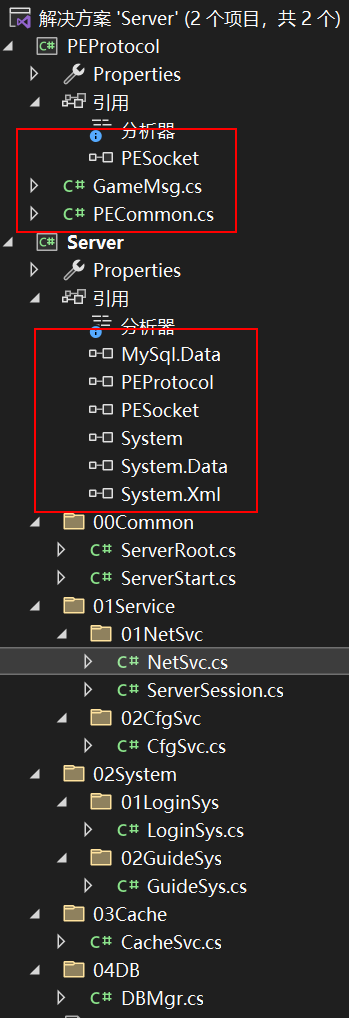 解决方案 'Server' (2 个项目，共 2 个)
PEProtocol
Properties
引用
分析器
PESocket
GameMsg.cs
PECommon.cs
Server
Properties
引用
分析器
MySql.Data
PEProtocol
PESocket
System
System.Data
System.Xml
00Common
ServerRoot.cs
ServerStart.cs
01Service
01NetSvc
NetSvc.cs
ServerSession.cs
02CfgSvc
CfgSvc.cs
02System
01LoginSys
LoginSys.cs
02GuideSys
GuideSys.cs
03Cache
CacheSvc.cs
04DB
DBMgr.cs